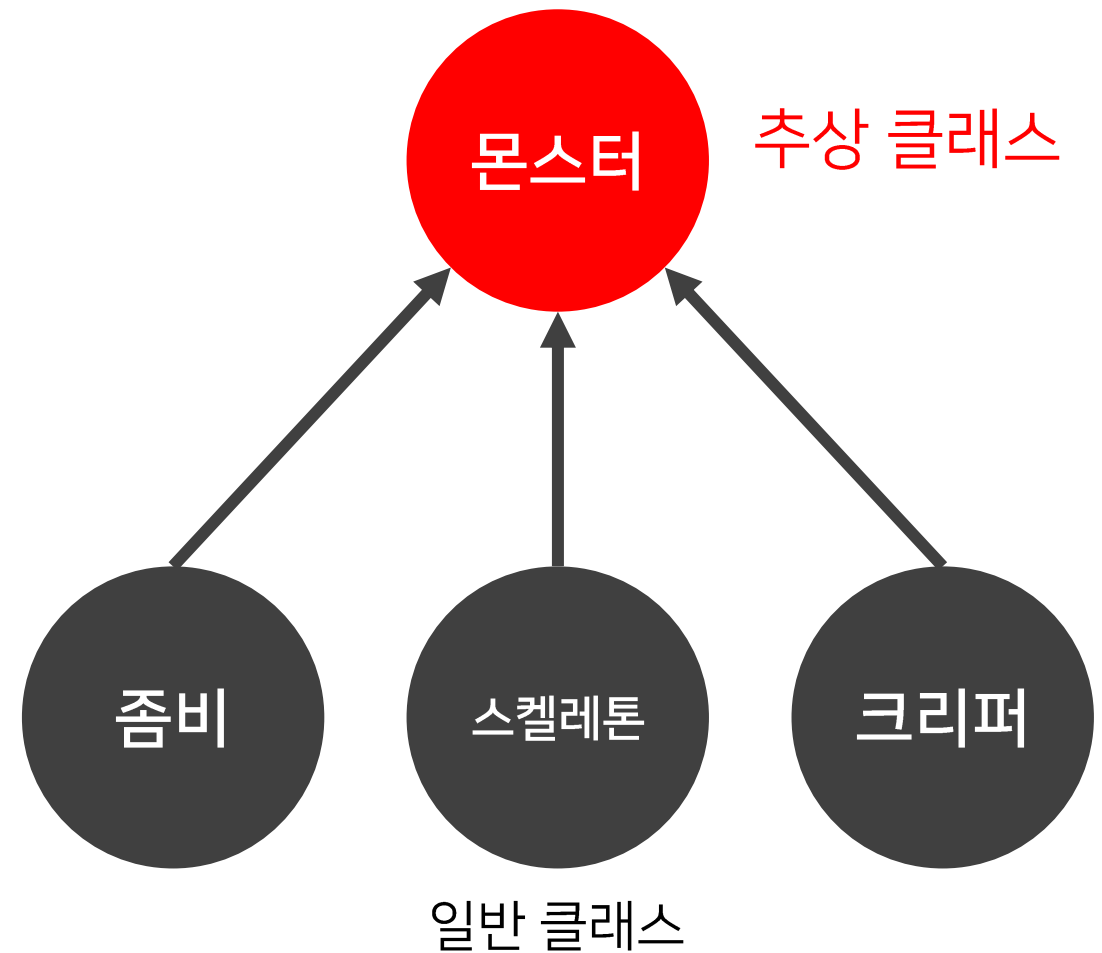 몬스터
추상 클래스
좀비
스켈레톤
크리퍼
일반 클래스